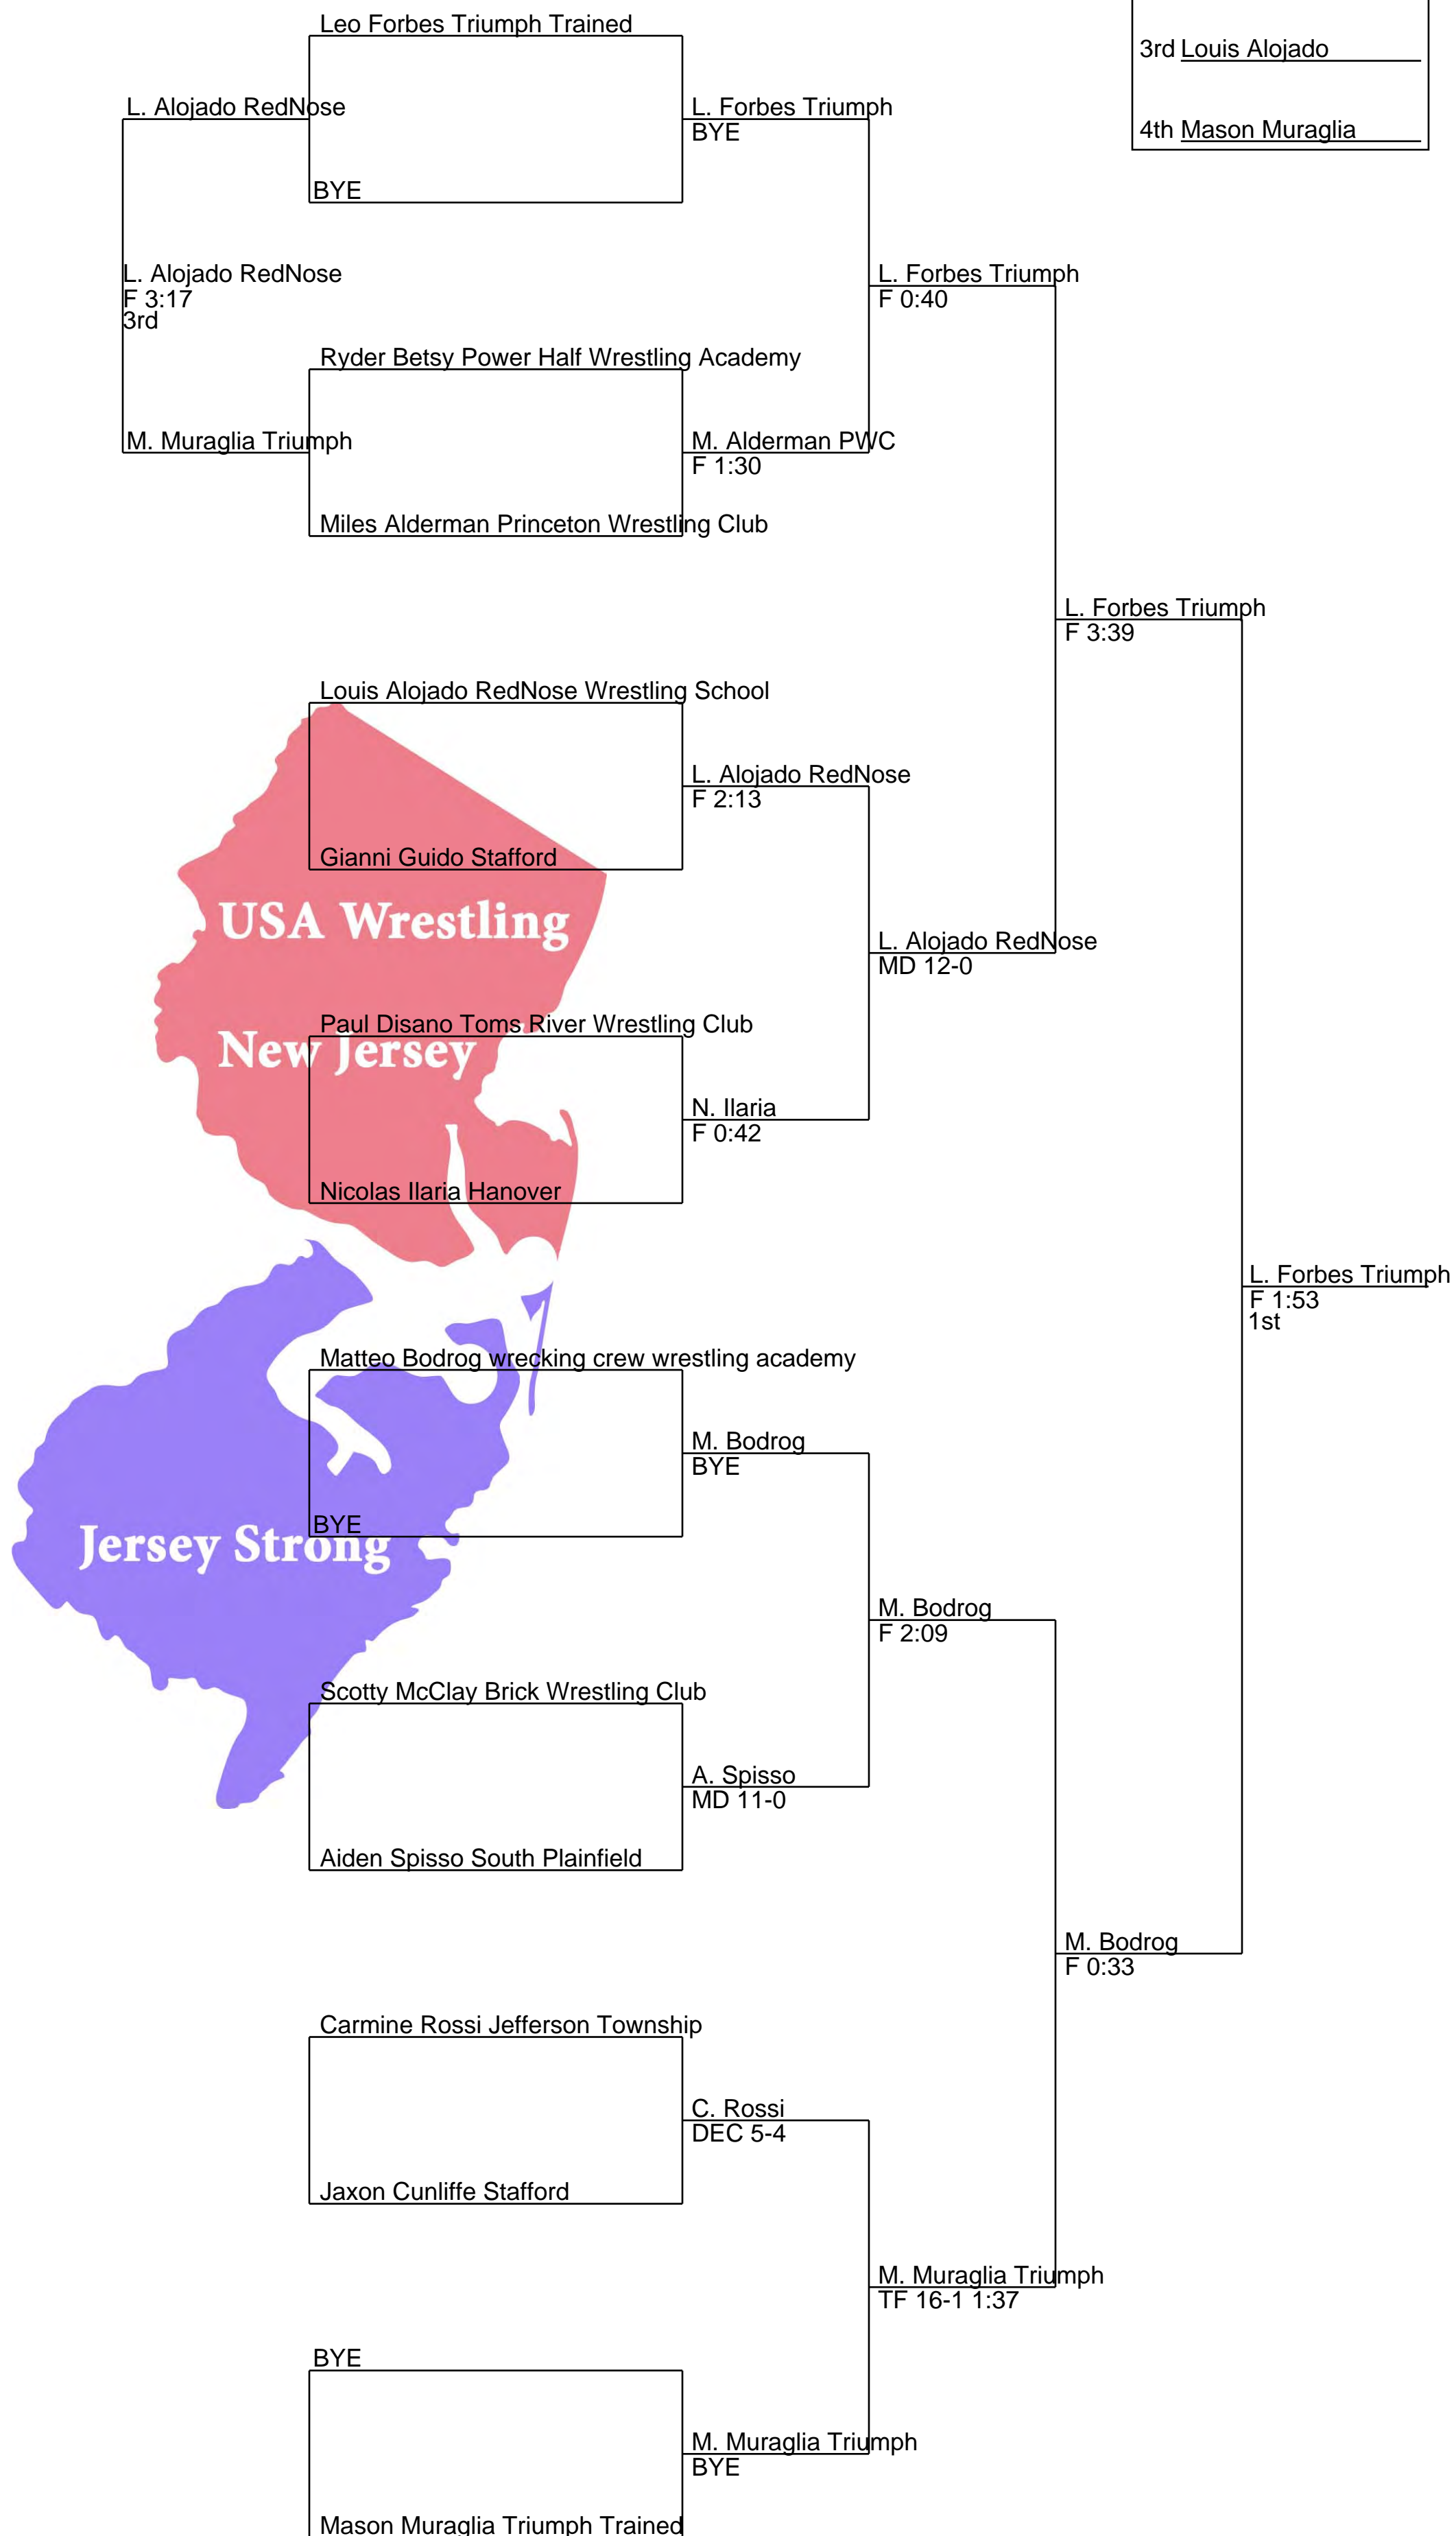 Leo Forbes Triumph Trained
3rd Louis Alojado
L. Alojado RedNose
L. Forbes Triumph
BYE
4th Mason Muraglia
BYE
L. Alojado RedNose
F 3:17
3rd
L. Forbes Triumph
F 0:40
Ryder Betsy Power Half Wrestling Academy
M. Muraglia Triumph
M. Alderman PWC
F 1:30
Miles Alderman Princeton Wrestling Club
L. Forbes Triumph
F 3:39
Louis Alojado RedNose Wrestling School
L. Alojado RedNose
F 2:13
Gianni Guido Stafford
USA Wrestling
L. Alojado RedNose
MD 12-0
Paul Disano Toms River Wrestling Club
New Jersey
N. Ilaria
F 0:42
Nicolas Ilaria Hanover
L. Forbes Triumph
F 1:53
1st
Matteo Bodrog wrecking crew wrestling academy
M. Bodrog
BYE
BYE
Jersey Strong
M. Bodrog
F 2:09
Scotty McClay Brick Wrestling Club
A. Spisso
MD 11-0
Aiden Spisso South Plainfield
M. Bodrog
F 0:33
Carmine Rossi Jefferson Township
C. Rossi
DEC 5-4
Jaxon Cunliffe Stafford
M. Muraglia Triumph
TF 16-1 1:37
BYE
M. Muraglia Triumph
BYE
Mason Muraglia Triumph Trained